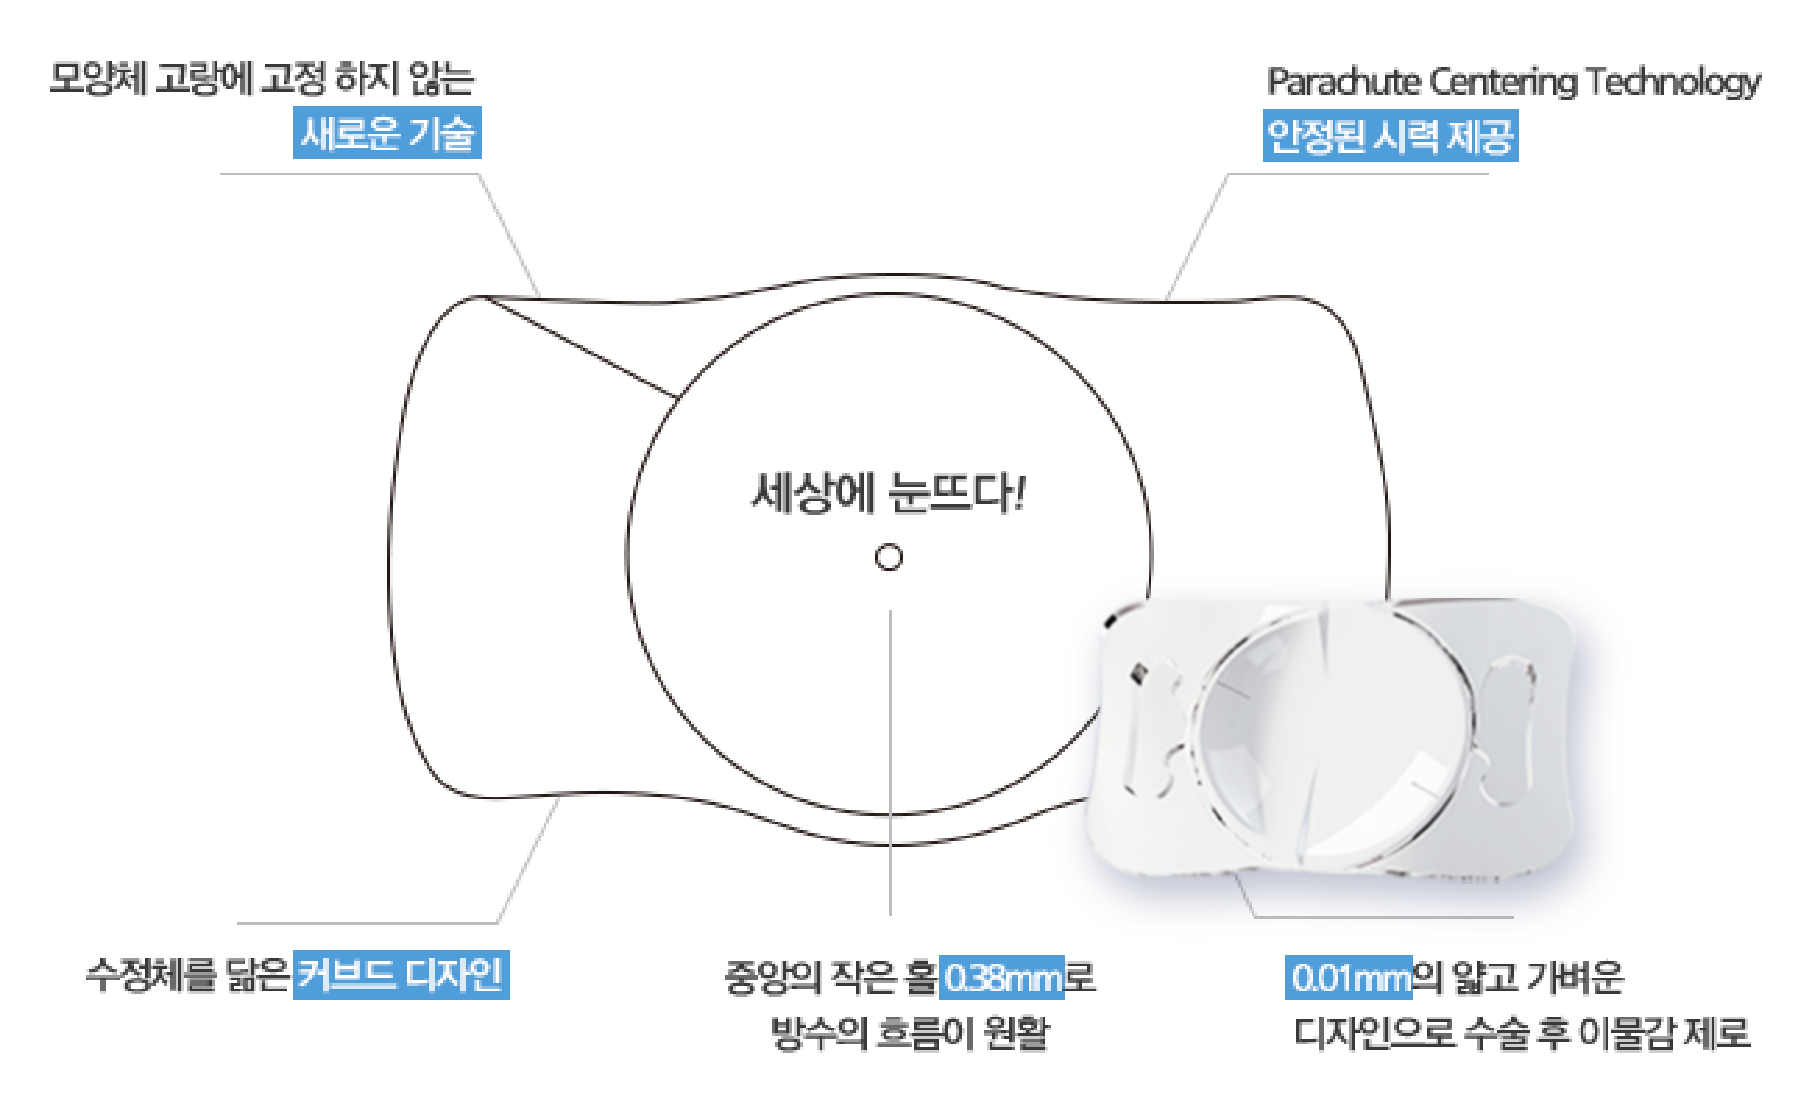 모양체 고랑에 고정 하지 않는
새로운 기술
Parachute Centering Technology
안정된 시력 제공
세상에 눈뜨다!
수정체를 닮은 커브드 디자인
중앙의 작은 홀 0.38mm로
방수의 흐름이 원활
0.01mm의 얇고 가벼운
디자인으로 수술 후 이물감 제로